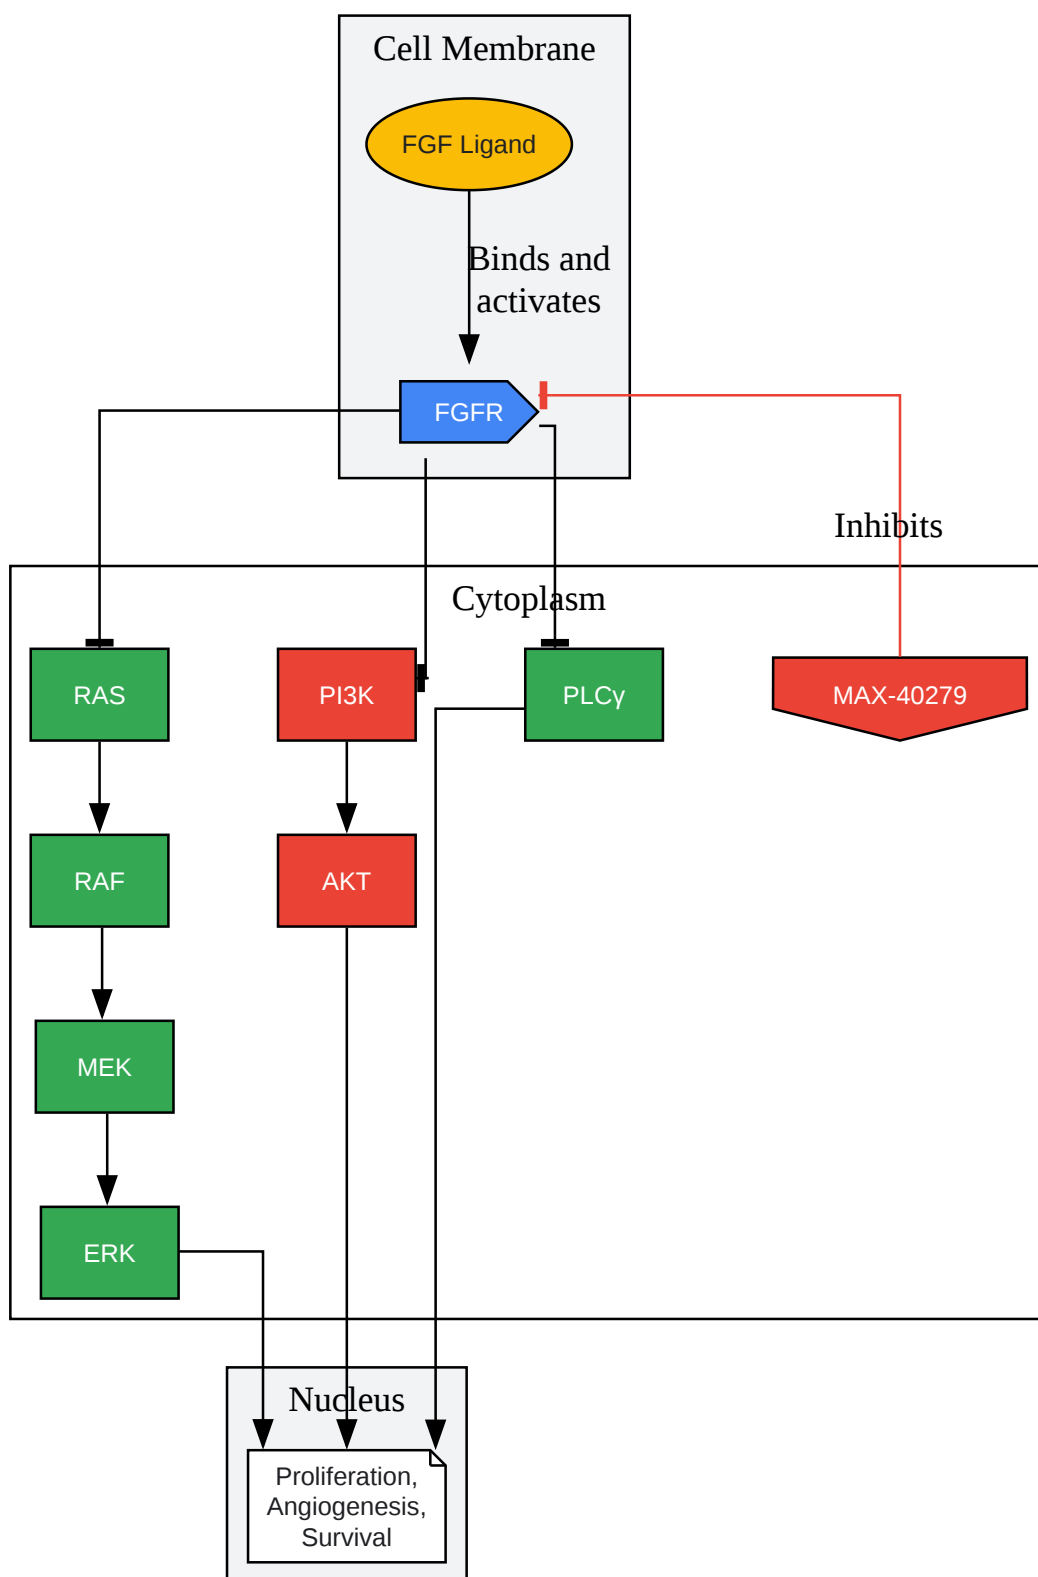 Cell Membrane
FGF Ligand
Binds and
activates
FGFR
Inhibits
Cytoplasm
RAS
PI3K
PLCγ
MAX-40279
RAF
AKT
MEK
ERK
Nucleus
Proliferation,
Angiogenesis,
Survival